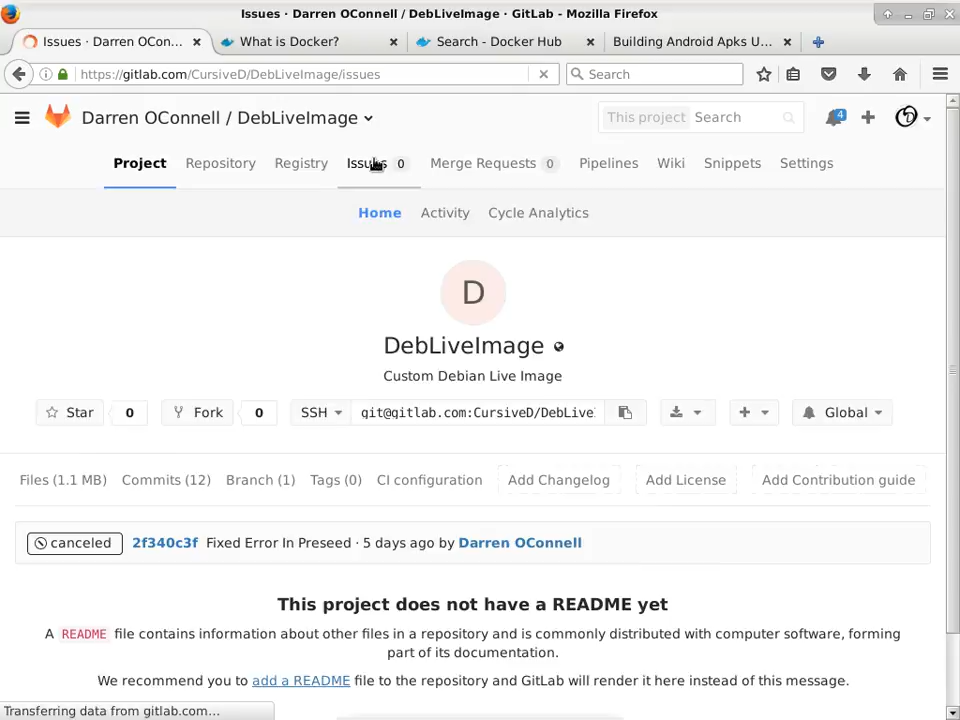 Issues · Darren OConnell / DebLiveImage · GitLab - Mozilla Firefox
Issues · Darren OCon... What is Docker? Search - Docker Hub Building Android Apks U...
https://gitlab.com/CursiveD/DebLiveImage/issues Search
Darren OConnell / DebLiveImage This project Search 4
Project Repository Registry Issues 0 Merge Requests 0 Pipelines Wiki Snippets Settings
Home Activity Cycle Analytics
D
DebLiveImage
Custom Debian Live Image
Star 0 Fork 0 SSH git@gitlab.com:CursiveD/DebLive Global
Files (1.1 MB) Commits (12) Branch (1) Tags (0) CI configuration Add Changelog Add License Add Contribution guide
canceled 2f340c3f Fixed Error In Preseed · 5 days ago by Darren OConnell
This project does not have a README yet
A README file contains information about other files in a repository and is commonly distributed with computer software, forming
part of its documentation.
We recommend you to add a README file to the repository and GitLab will render it here instead of this message.
Transferring data from gitlab.com...